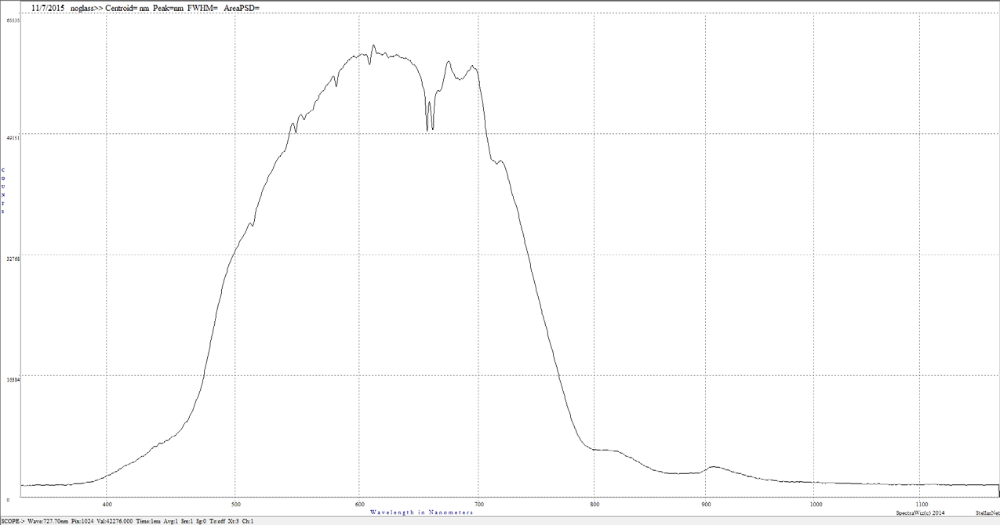 11/7/2015 noglass>> Centroid= nm Peak=nm FWHM= AreaPSD=
65535
49151
COUNTS
32768
16384
0
400 500 600 700 800 900 1000 1100
Wavelength in Nanometers
SpectraWiz(c) 2014 StellarNet
SCOPE-> Wave:727.70nm Pix:1024 Val:42276.000 Time:1ms Avg:1 Sm:1 Sg:0 Tc:off Xt:3 Ch:1